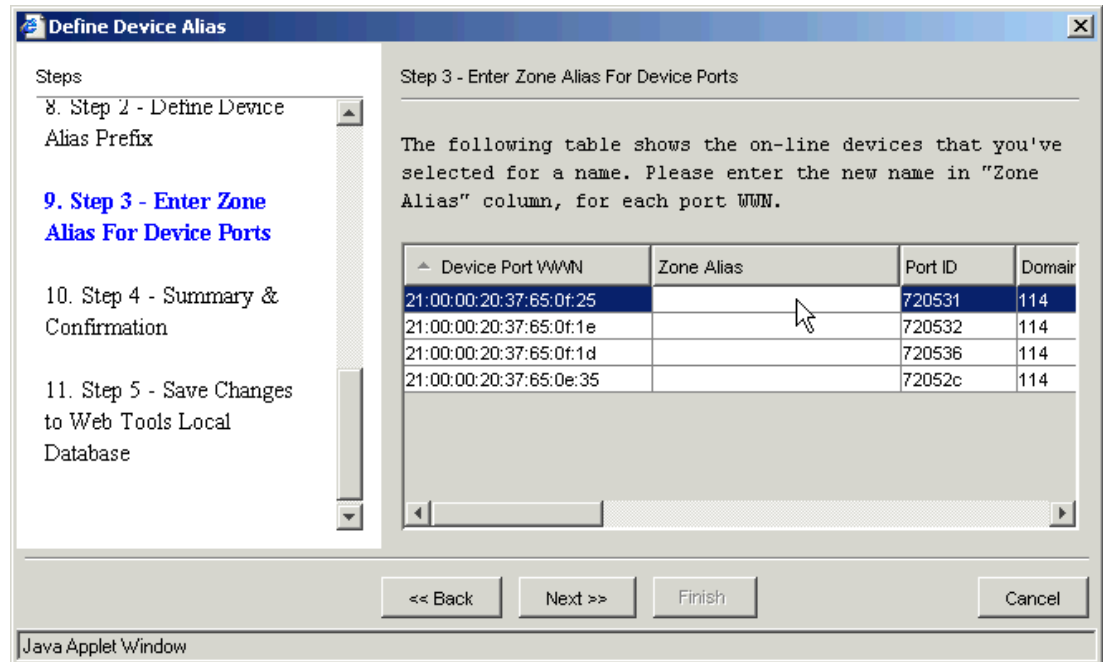 Define Device Alias
Steps
8. Step 2 - Define Device
Alias Prefix
9. Step 3 - Enter Zone
Alias For Device Ports
10. Step 4 - Summary &
Confirmation
11. Step 5 - Save Changes
to Web Tools Local
Database
Step 3 - Enter Zone Alias For Device Ports
The following table shows the on-line devices that you've
selected for a name. Please enter the new name in "Zone
Alias" column, for each port WWN.
Device Port WWN Zone Alias Port ID Domain
21:00:00:20:37:65:0f:25 720531 114
21:00:00:20:37:65:0f:1e 720532 114
21:00:00:20:37:65:0f:1d 720536 114
21:00:00:20:37:65:0e:35 72052c 114
<< Back Next >> Finish Cancel
Java Applet Window